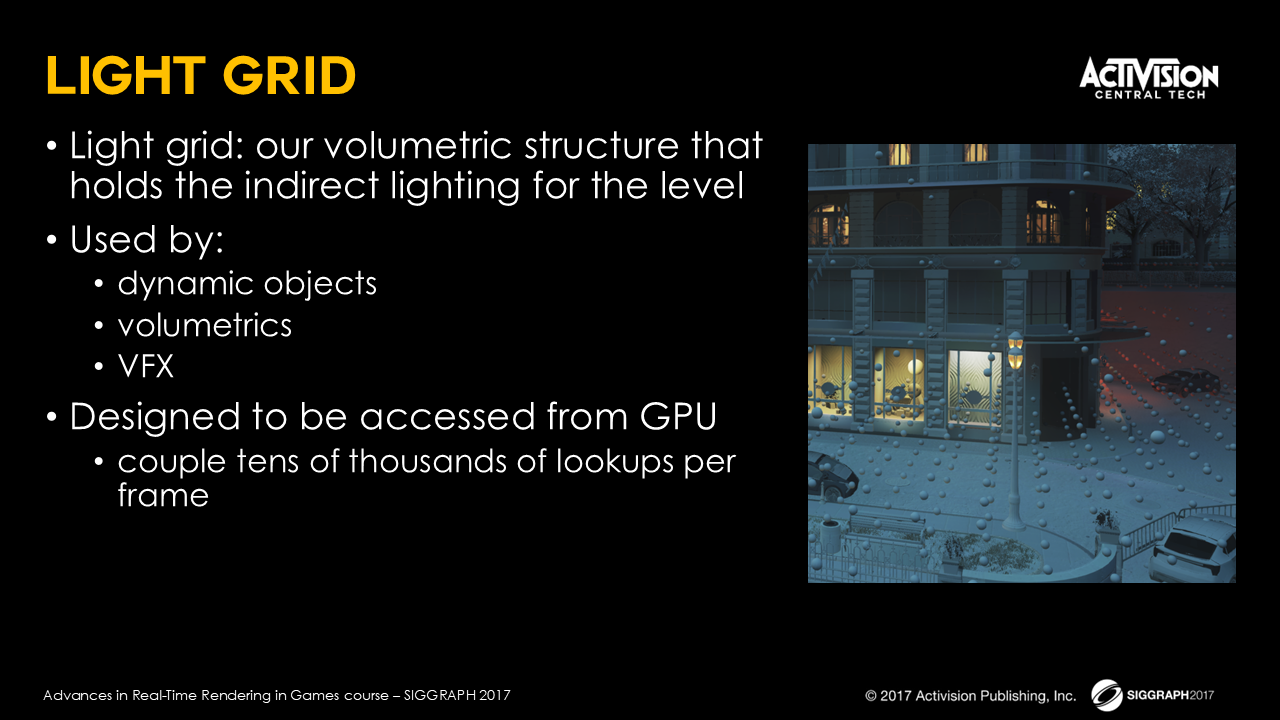 LIGHT GRID
ACTIVISION
CENTRAL TECH
• Light grid: our volumetric structure that
holds the indirect lighting for the level
• Used by:
• dynamic objects
• volumetrics
• VFX
• Designed to be accessed from GPU
• couple tens of thousands of lookups per
frame
Advances in Real-Time Rendering in Games course – SIGGRAPH 2017
© 2017 Activision Publishing, Inc.
SIGGRAPH2017